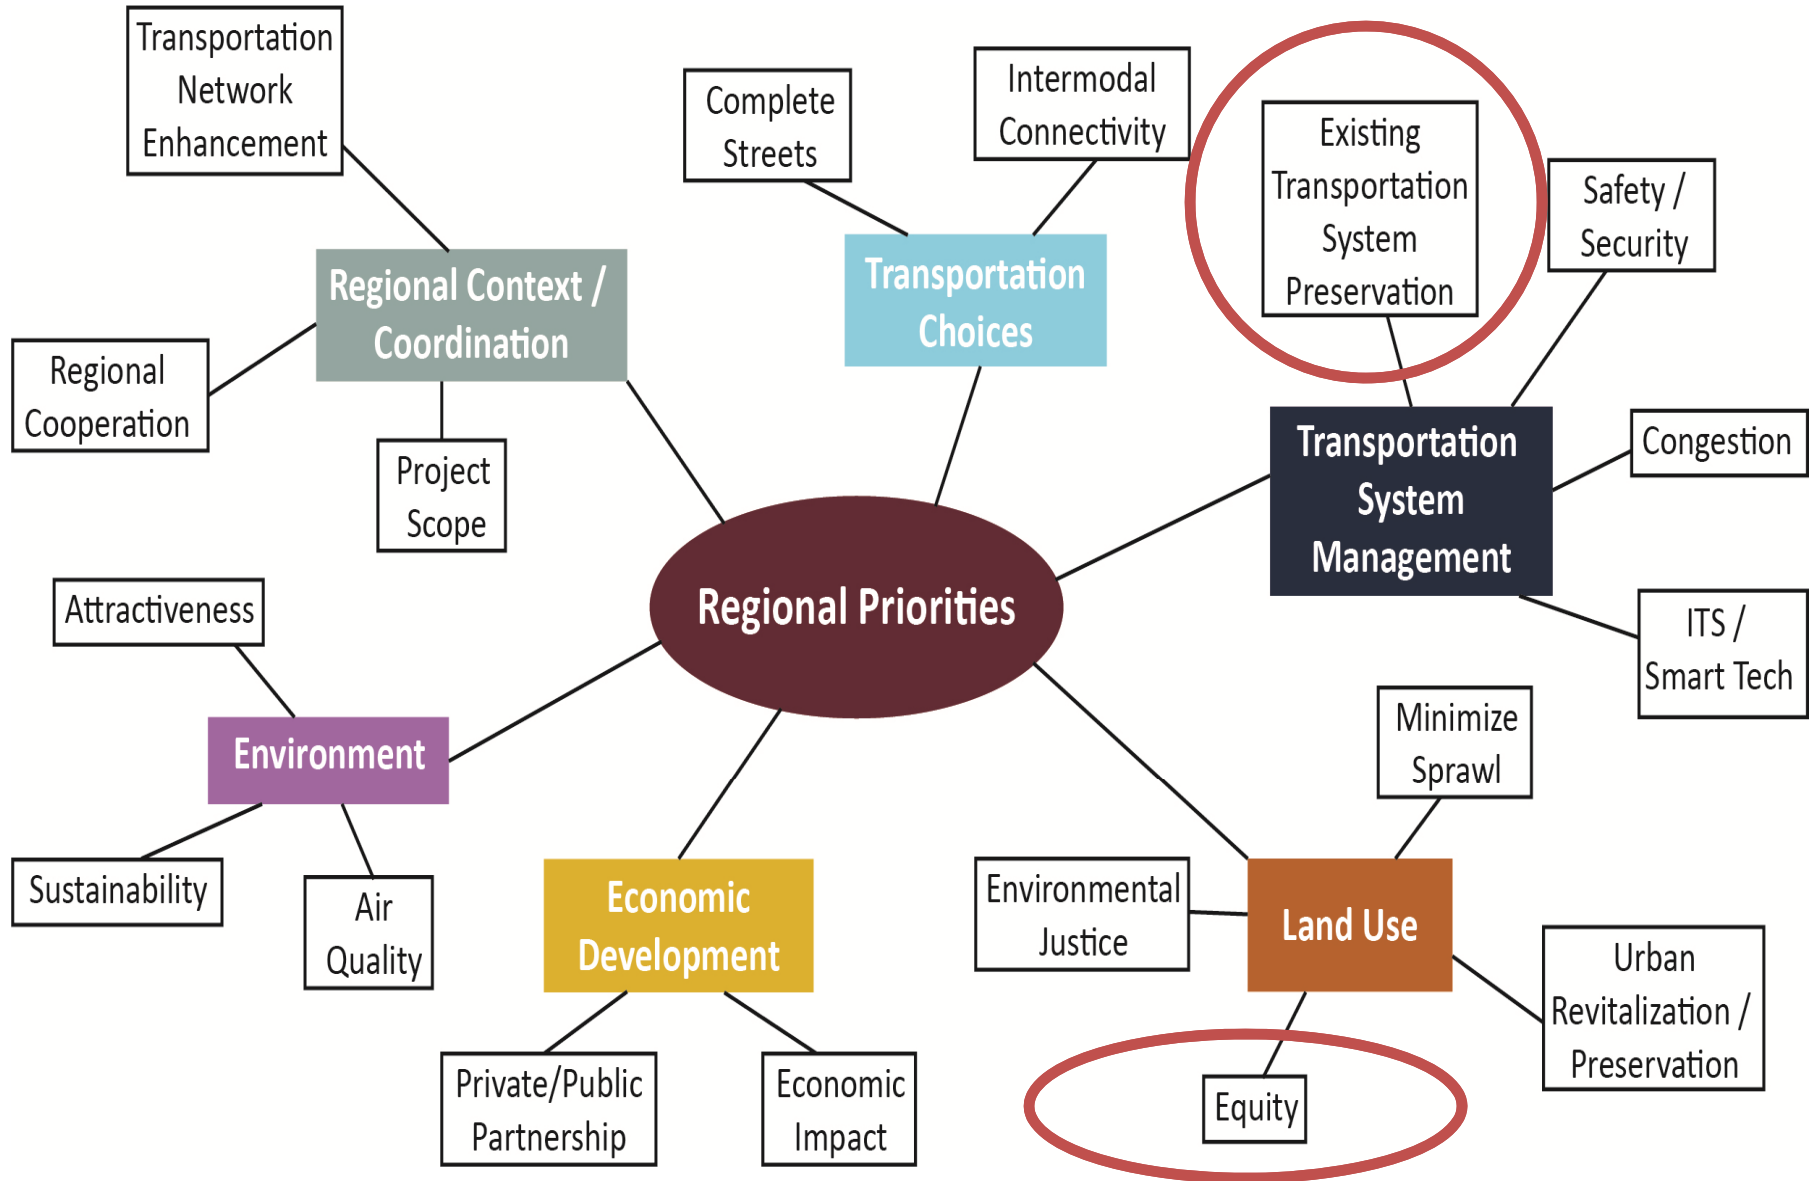 Transportation
Network
Enhancement
Complete
Streets
Intermodal
Connectivity
Existing
Transportation
System
Preservation
Safety /
Security
Regional Context /
Coordination
Transportation
Choices
Regional
Cooperation
Project
Scope
Transportation
System
Management
Congestion
ITS /
Smart Tech
Regional Priorities
Attractiveness
Environment
Sustainability
Air
Quality
Economic
Development
Private/Public
Partnership
Economic
Impact
Minimize
Sprawl
Environmental
Justice
Land Use
Urban
Revitalization /
Preservation
Equity